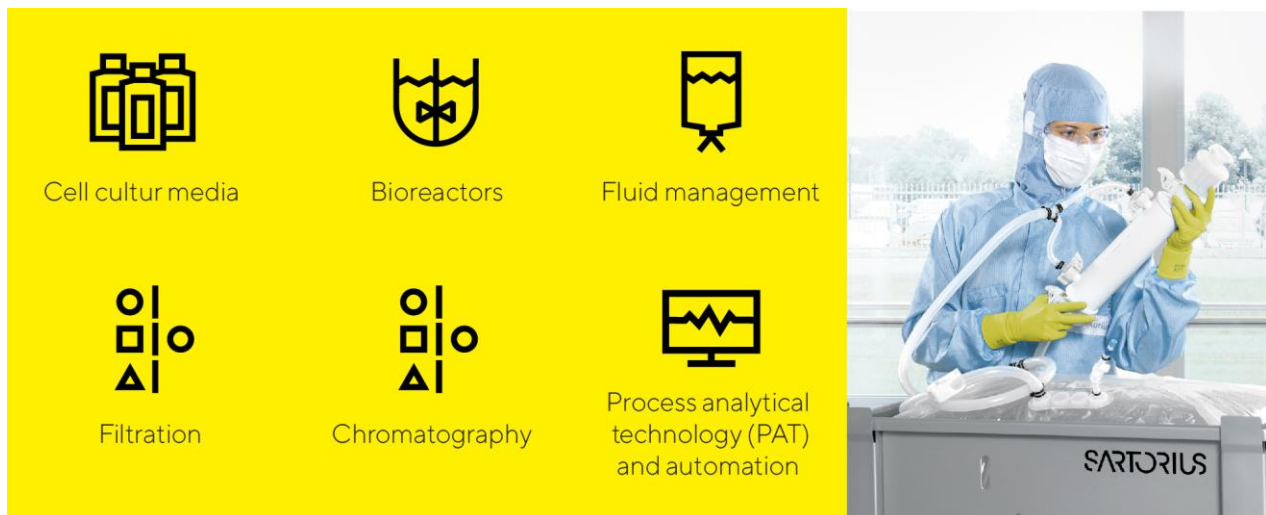 Cell cultur media
Bioreactors
Fluid management
Filtration
Chromatography
Process analytical
technology (PAT)
and automation
SARTORIUS